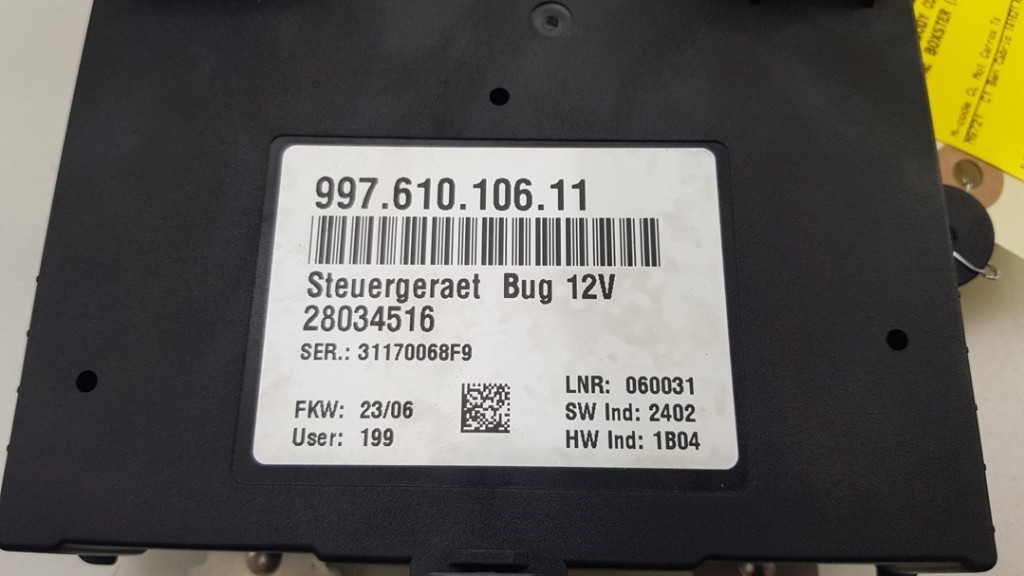 997.610.106.11
Steuergeraet Bug 12V
28034516
SER.: 31170068F9
FKW: 23/06
User: 199
LNR: 060031
SW Ind: 2402
HW Ind: 1B04
BOXSTER